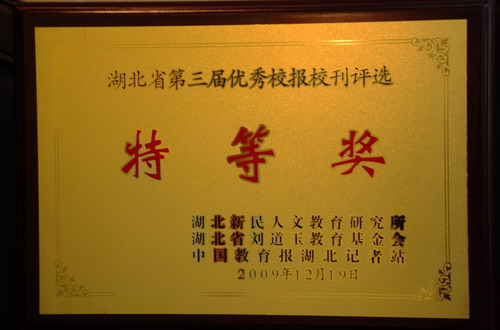 湖北省第三届优秀校报校刊评选
特等奖
湖北新民人文教育研究所
湖北省刘道玉教育基金会
中国教育报湖北记者站
2009年12月19日